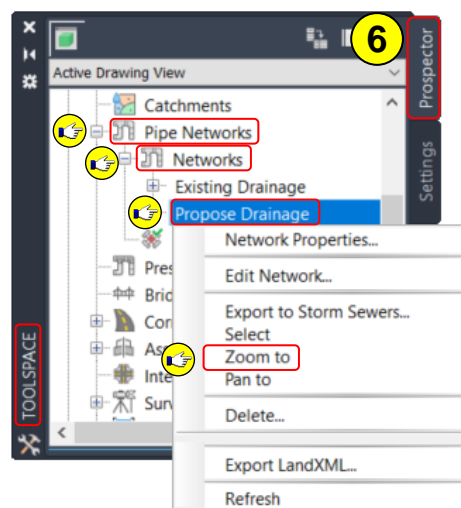 6
Active Drawing View
Prospector
Settings
TOOLSPACE
Catchments
Pipe Networks
Networks
Existing Drainage
Propose Drainage
Network Properties...
Edit Network...
Export to Storm Sewers...
Select
Zoom to
Pan to
Delete...
Export LandXML...
Refresh